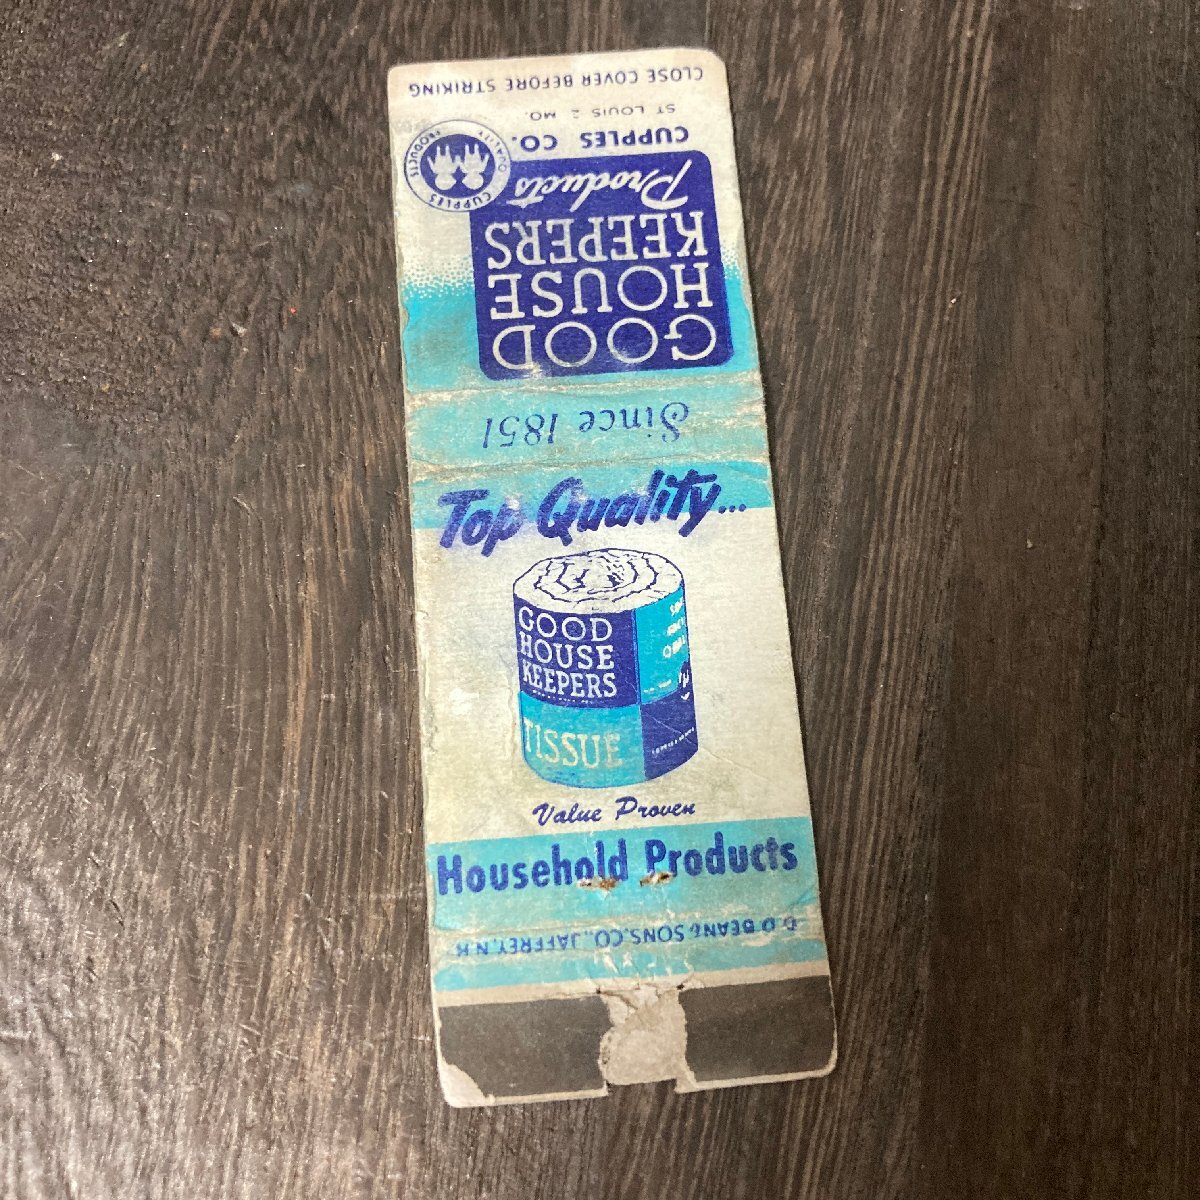 CLOSE COVER BEFORE STRIKING
ST LOUIS 2 MO.
CUPPLES CO.
QUALITY PRODUCTS
CUPPLES
GOOD
HOUSE
KEEPERS
Products
Since 1851
Top Quality...
GOOD
HOUSE
KEEPERS
TISSUE
Value Proven
Household Products
D.D. BEAN & SONS, CO., JAFFREY, N.H.